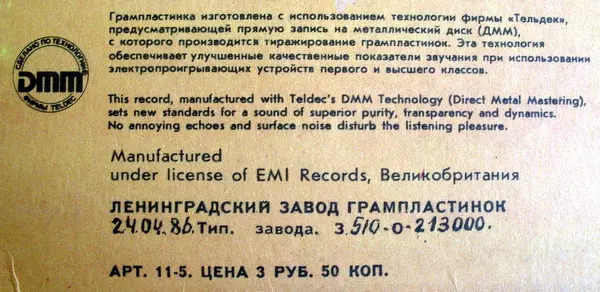 Грампластинка изготовлена с использованием технологии фирмы «Тельдек»,
предусматривающей прямую запись на металлический диск (ДММ),
с которого производится тиражирование грампластинок. Эта технология
обеспечивает улучшенные качественные показатели звучания при использовании
электропроигрывающих устройств первого и высшего классов.
СДЕЛАНО ПО ТЕХНОЛОГИИ
DMM
ФИРМЫ TELDEC
This record, manufactured with Teldec's DMM Technology (Direct Metal Mastering),
sets new standards for a sound of superior purity, transparency and dynamics.
No annoying echoes and surface noise disturb the listening pleasure.
Manufactured
under license of EMI Records, Великобритания
ЛЕНИНГРАДСКИЙ ЗАВОД ГРАМПЛАСТИНОК
24.04.86. Тип. завода. З. 510-0-213000.
АРТ. 11-5. ЦЕНА 3 РУБ. 50 КОП.